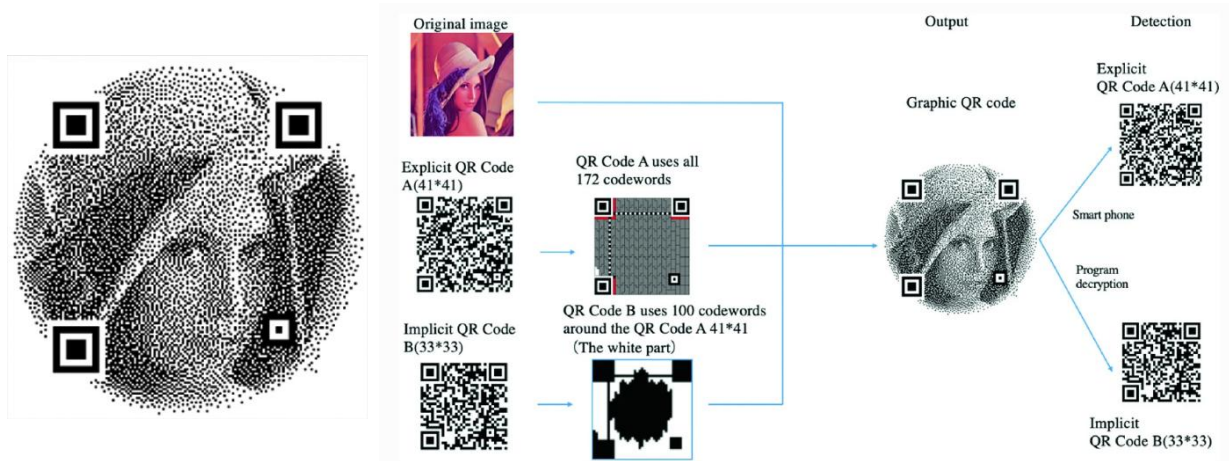 Original image
Explicit QR Code
A(41*41)
QR Code A uses all
172 codewords
Implicit QR Code
B(33*33)
QR Code B uses 100 codewords
around the QR Code A 41*41
(The white part)
Output
Graphic QR code
Smart phone
Program
decryption
Detection
Explicit
QR Code A(41*41)
Implicit
QR Code B(33*33)